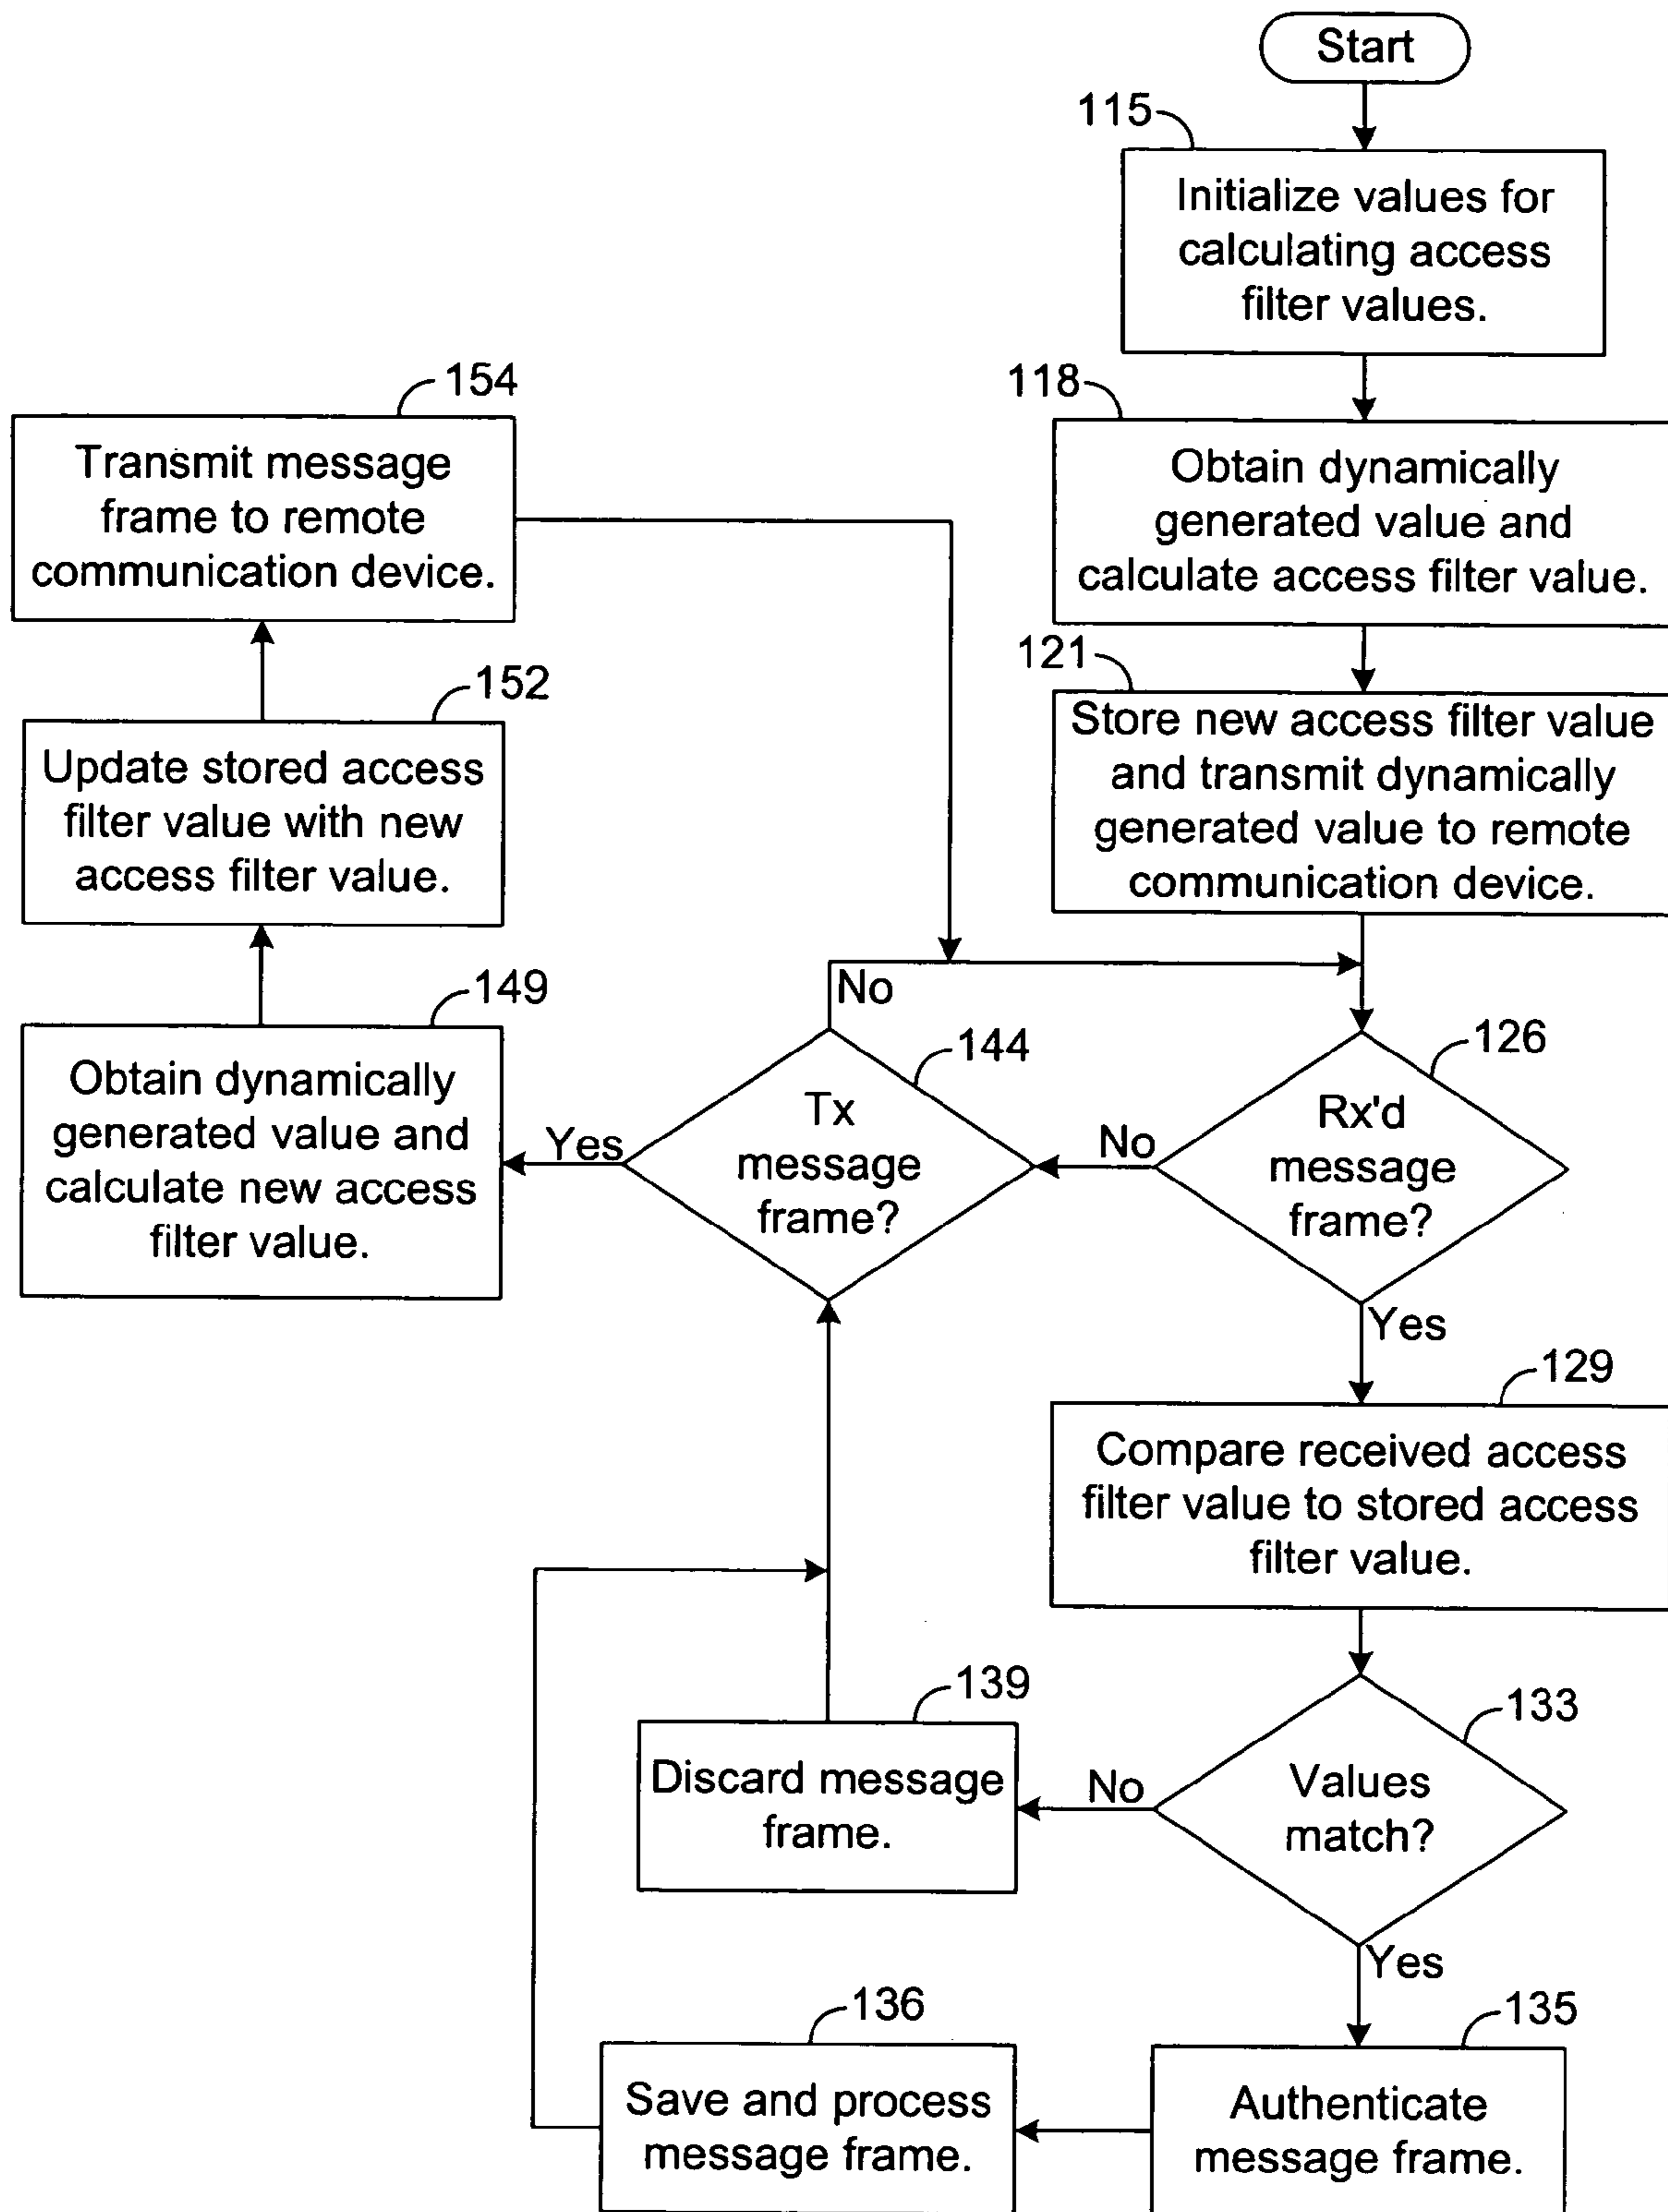 Start
115
Initialize values for
calculating access
filter values.
118
Obtain dynamically
generated value and
calculate access filter value.
121
Store new access filter value
and transmit dynamically
generated value to remote
communication device.
154
Transmit message
frame to remote
communication device.
152
Update stored access
filter value with new
access filter value.
149
Obtain dynamically
generated value and
calculate new access
filter value.
Yes
No
144
Tx
message
frame?
No
126
Rx'd
message
frame?
Yes
129
Compare received access
filter value to stored access
filter value.
133
Values
match?
No
139
Discard message
frame.
Yes
135
Authenticate
message frame.
136
Save and process
message frame.